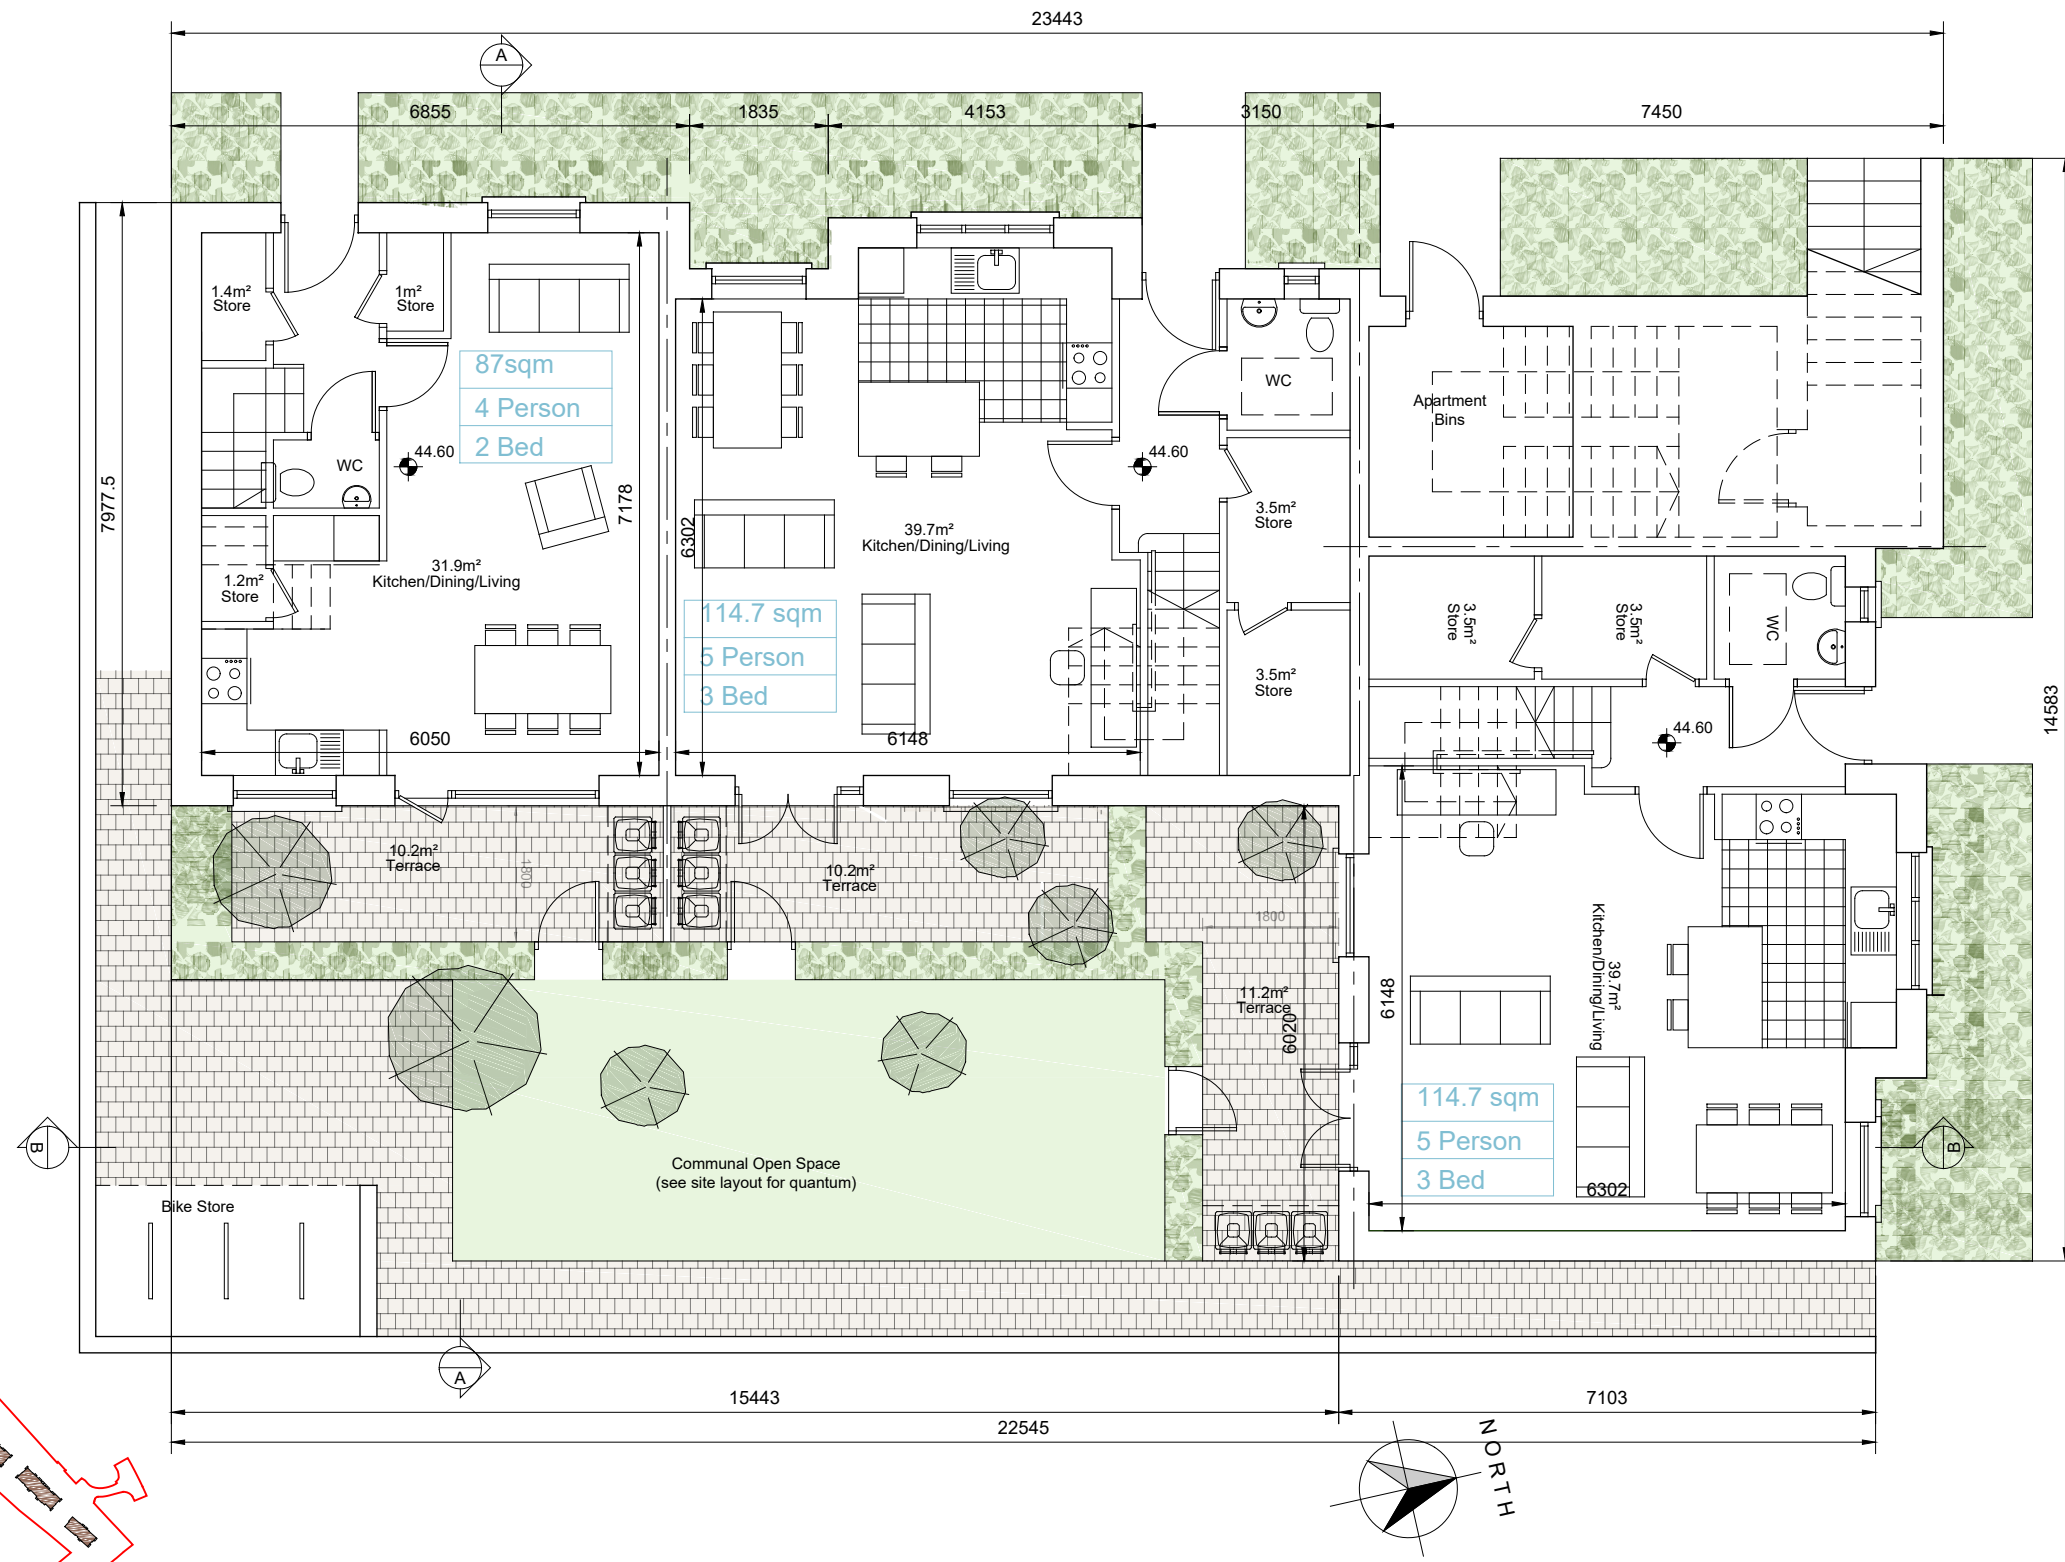 23443
A
6855
1835
4153
3150
7450
1.4m²
Store
1m²
Store
87sqm
4 Person
2 Bed
WC
44.60
7977.5
7178
6302
31.9m²
Kitchen/Dining/Living
1.2m²
Store
39.7m²
Kitchen/Dining/Living
114.7 sqm
5 Person
3 Bed
WC
44.60
3.5m²
Store
3.5m²
Store
Apartment
Bins
3.5m²
Store
3.5m²
Store
WC
44.60
14583
6050
6148
10.2m²
Terrace
1800
10.2m²
Terrace
1800
11.2m²
Terrace
6020
6148
39.7m²
Kitchen/Dining/Living
114.7 sqm
5 Person
3 Bed
6302
B
B
Communal Open Space
(see site layout for quantum)
Bike Store
A
15443
7103
22545
NORTH